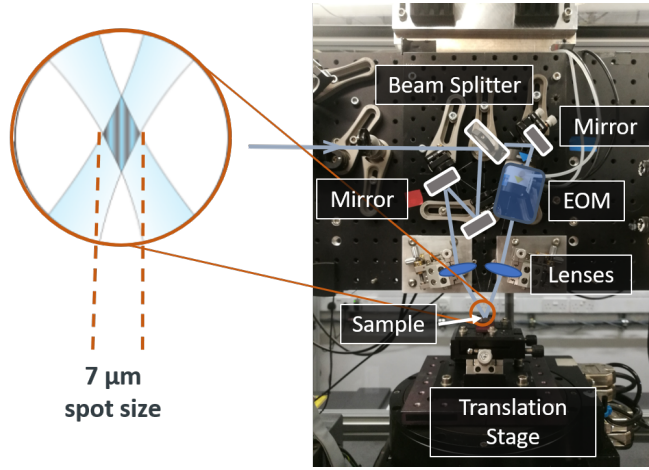 Beam Splitter
Mirror
Mirror
EOM
Lenses
Sample
7 µm
spot size
Translation
Stage